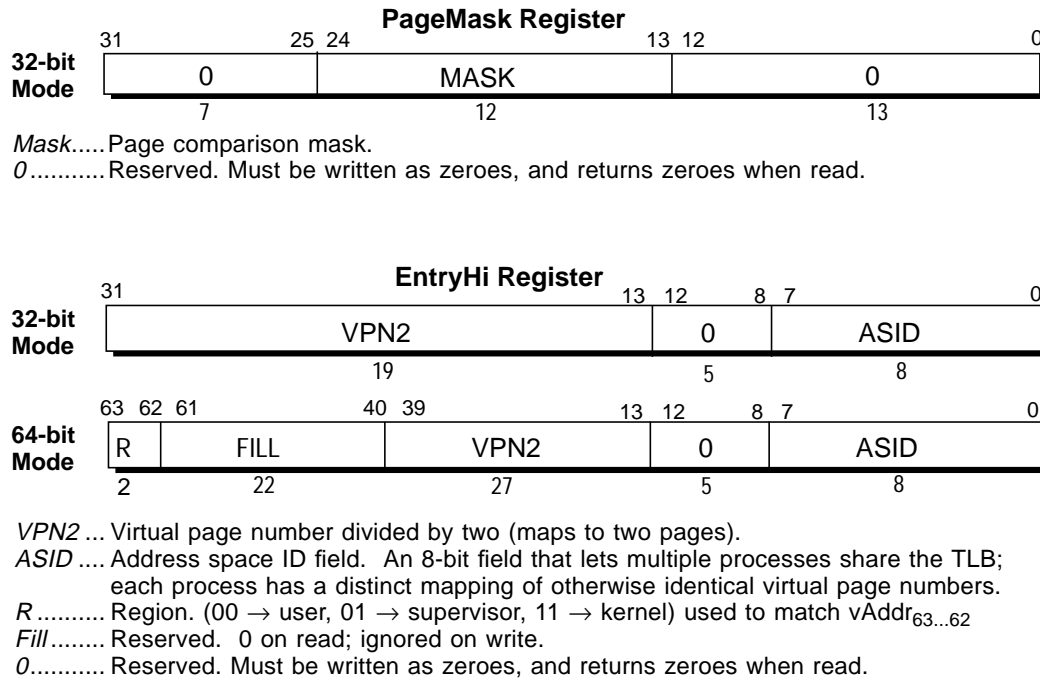 PageMask Register
31 25 24 13 12 0
32-bit Mode 0 MASK 0
7 12 13
Mask.....Page comparison mask.
0...........Reserved. Must be written as zeroes, and returns zeroes when read.
EntryHi Register
31 13 12 8 7 0
32-bit Mode VPN2 0 ASID
19 5 8
63 62 61 40 39 13 12 8 7 0
64-bit Mode R FILL VPN2 0 ASID
2 22 27 5 8
VPN2 ... Virtual page number divided by two (maps to two pages).
ASID .... Address space ID field. An 8-bit field that lets multiple processes share the TLB;
each process has a distinct mapping of otherwise identical virtual page numbers.
R.......... Region. (00 → user, 01 → supervisor, 11 → kernel) used to match vAddr63...62
Fill ........ Reserved. 0 on read; ignored on write.
0........... Reserved. Must be written as zeroes, and returns zeroes when read.